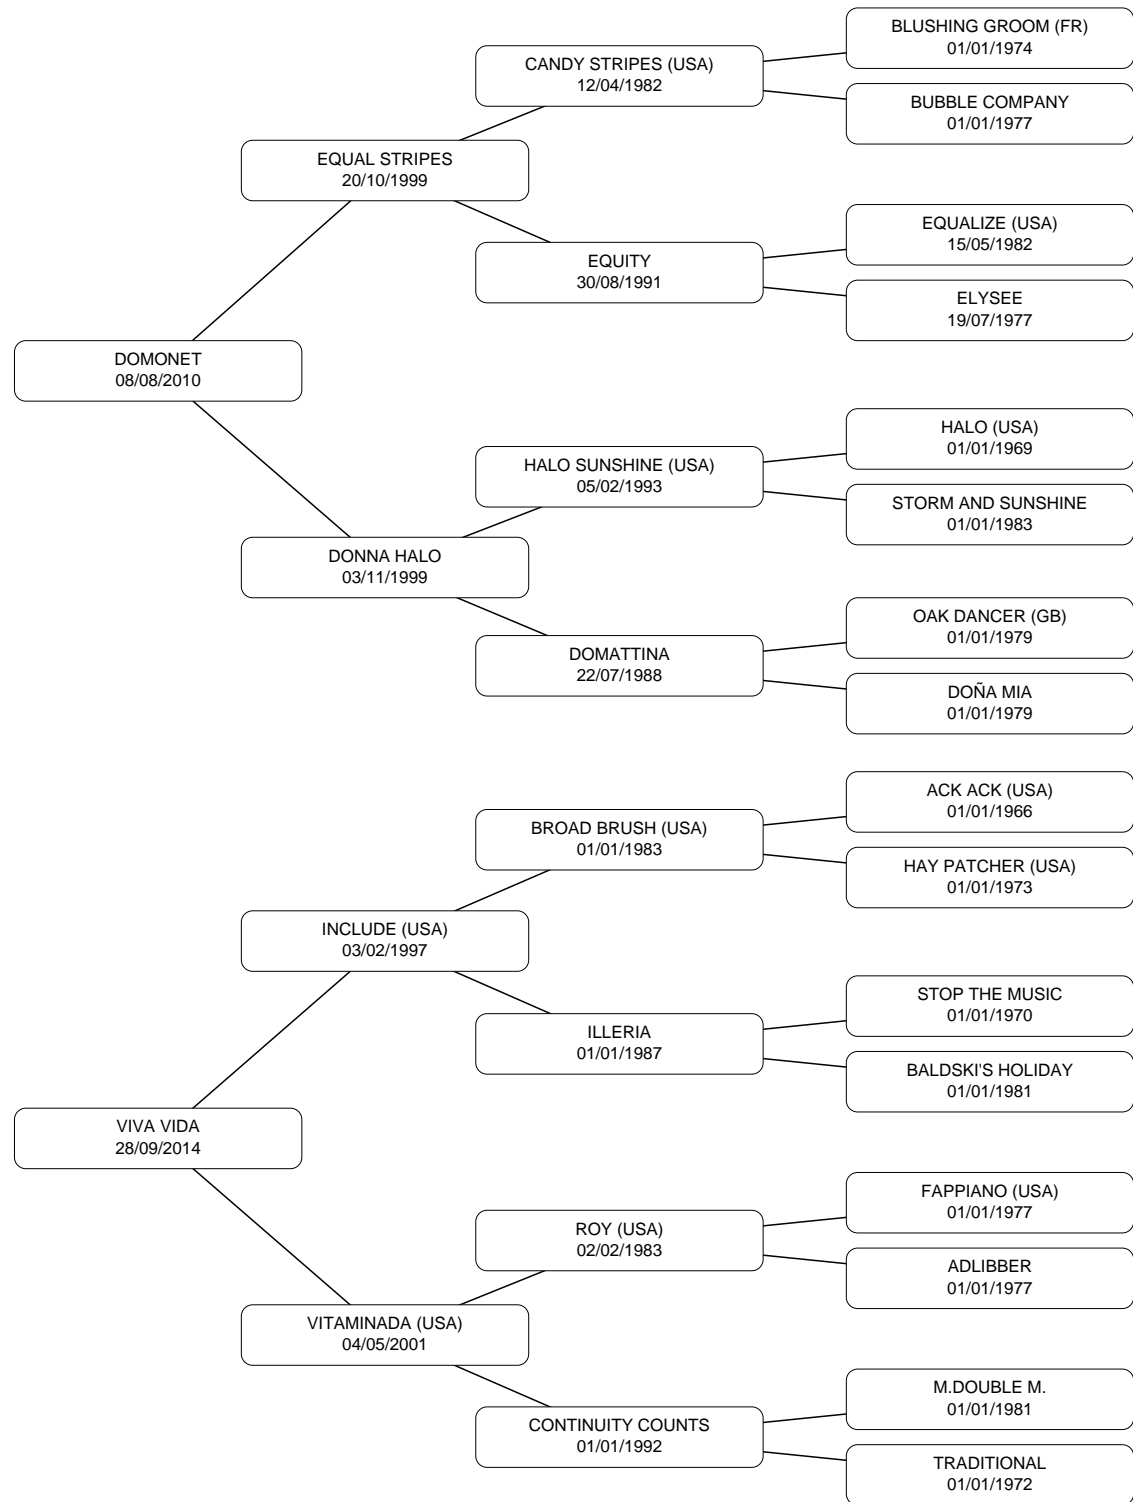 BLUSHING GROOM (FR)
01/01/1974
CANDY STRIPES (USA)
12/04/1982
BUBBLE COMPANY
01/01/1977
EQUAL STRIPES
20/10/1999
EQUALIZE (USA)
15/05/1982
EQUITY
30/08/1991
ELYSEE
19/07/1977
DOMONET
08/08/2010
HALO (USA)
01/01/1969
HALO SUNSHINE (USA)
05/02/1993
STORM AND SUNSHINE
01/01/1983
DONNA HALO
03/11/1999
OAK DANCER (GB)
01/01/1979
DOMATTINA
22/07/1988
DOÑA MIA
01/01/1979
ACK ACK (USA)
01/01/1966
BROAD BRUSH (USA)
01/01/1983
HAY PATCHER (USA)
01/01/1973
INCLUDE (USA)
03/02/1997
STOP THE MUSIC
01/01/1970
ILLERIA
01/01/1987
BALDSKI'S HOLIDAY
01/01/1981
VIVA VIDA
28/09/2014
FAPPIANO (USA)
01/01/1977
ROY (USA)
02/02/1983
ADLIBBER
01/01/1977
VITAMINADA (USA)
04/05/2001
M.DOUBLE M.
01/01/1981
CONTINUITY COUNTS
01/01/1992
TRADITIONAL
01/01/1972